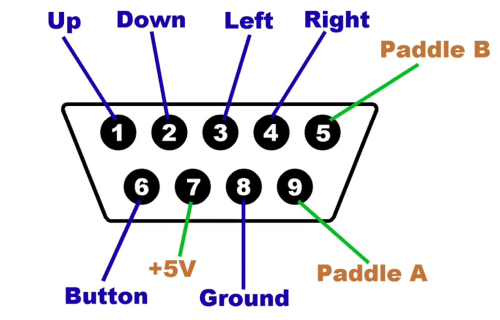 Up
Down
Left
Right
Paddle B
1
2
3
4
5
6
7
8
9
+5V
Paddle A
Button
Ground